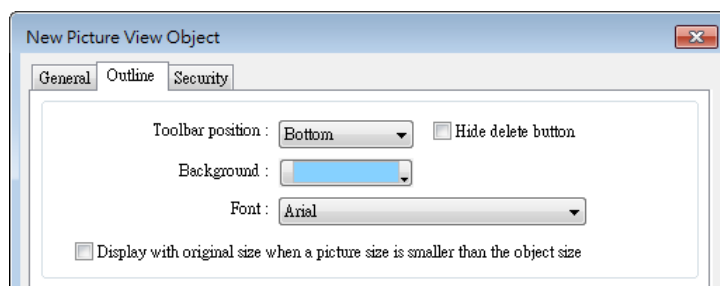 New Picture View Object
General Outline Security
Toolbar position : Bottom Hide delete button
Background :
Font : Arial
Display with original size when a picture size is smaller than the object size